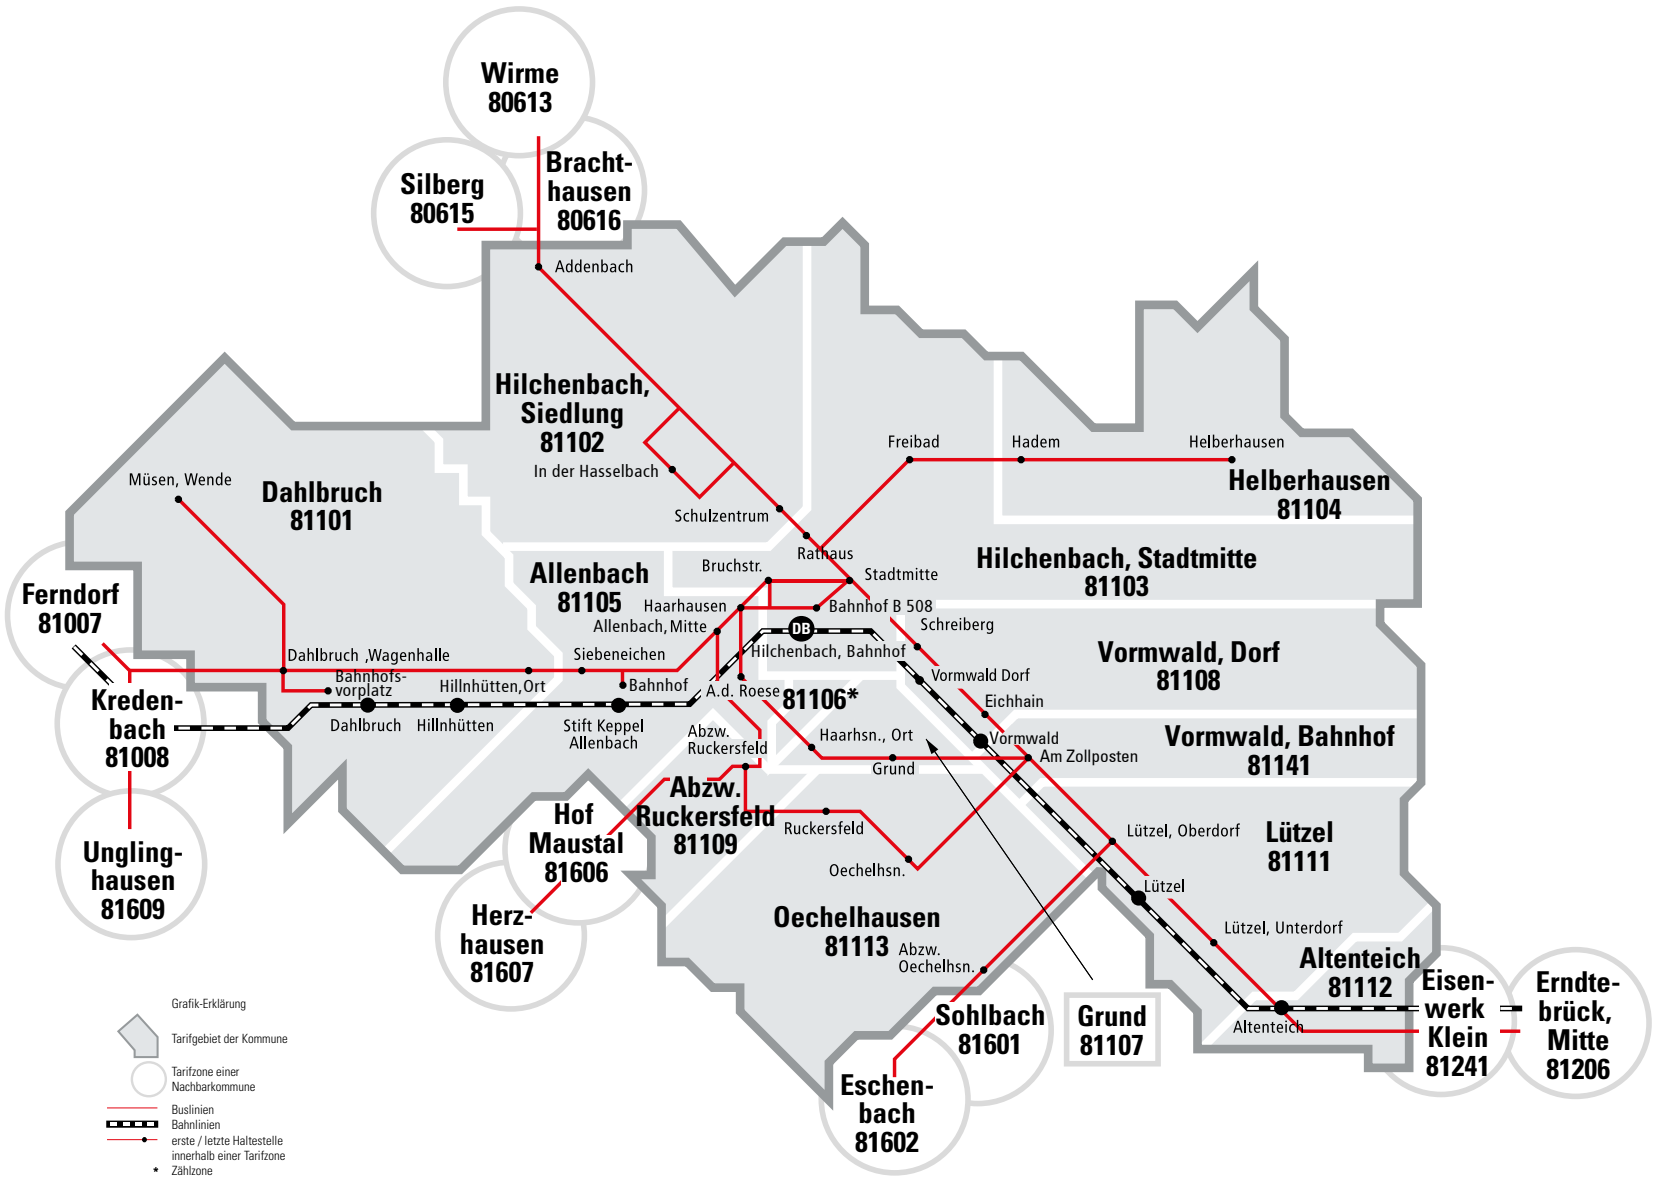 Wirme
80613
Bracht-
hausen
80616
Silberg
80615
Addenbach
Hilchenbach,
Siedlung
81102
In der Hasselbach
Schulzentrum
Rathaus
Freibad
Hadem
Helberhausen
Helberhausen
81104
Müsen, Wende
Dahlbruch
81101
Hilchenbach, Stadtmitte
81103
Allenbach
81105
Bruchstr.
Stadtmitte
Haarhausen
Bahnhof B 508
Allenbach, Mitte
DB
Schreiberg
Hilchenbach, Bahnhof
Ferndorf
81007
Dahlbruch ,Wagenhalle
Siebeneichen
Bahnhofs-
vorplatz
Hillnhütten,Ort
Bahnhof
A.d. Roese
81106*
Vormwald Dorf
Eichhain
Vormwald, Dorf
81108
Kreden-
bach
81008
Dahlbruch
Hillnhütten
Stift Keppel
Allenbach
Abzw.
Ruckersfeld
Haarhsn., Ort
Grund
Vormwald
Am Zollposten
Vormwald, Bahnhof
81141
Abzw.
Ruckersfeld
81109
Hof
Maustal
81606
Ruckersfeld
Oechelhsn.
Lützel, Oberdorf
Lützel
81111
Lützel
Ungling-
hausen
81609
Herz-
hausen
81607
Oechelhausen
81113
Abzw.
Oechelhsn.
Lützel, Unterdorf
Altenteich
81112
Altenteich
Eisen-
werk
Klein
81241
Erndte-
brück,
Mitte
81206
Sohlbach
81601
Grund
81107
Eschen-
bach
81602
Grafik-Erklärung
Tarifgebiet der Kommune
Tarifzone einer
Nachbarkommune
Buslinien
Bahnlinien
erste / letzte Haltestelle
innerhalb einer Tarifzone
* Zählzone